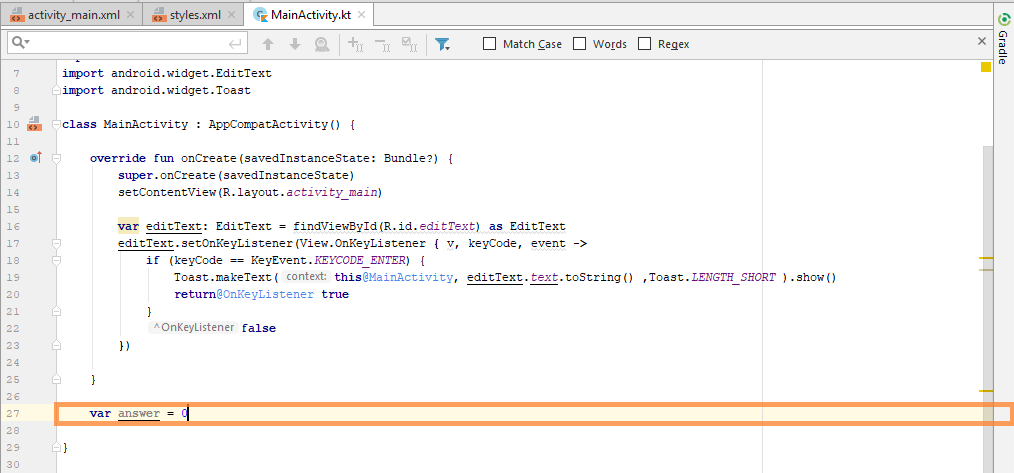 activity_main.xml styles.xml MainActivity.kt
Match Case Words Regex
Gradle
7 import android.widget.EditText
8 import android.widget.Toast
9
10 class MainActivity : AppCompatActivity() {
11
12 override fun onCreate(savedInstanceState: Bundle?) {
13 super.onCreate(savedInstanceState)
14 setContentView(R.layout.activity_main)
15
16 var editText: EditText = findViewById(R.id.editText) as EditText
17 editText.setOnKeyListener(View.OnKeyListener { v, keyCode, event ->
18 if (keyCode == KeyEvent.KEYCODE_ENTER) {
19 Toast.makeText( context: this@MainActivity, editText.text.toString() ,Toast.LENGTH_SHORT ).show()
20 return@OnKeyListener true
21 }
22 ^OnKeyListener false
23 })
24
25 }
26
27 var answer = 0
28
29 }
30